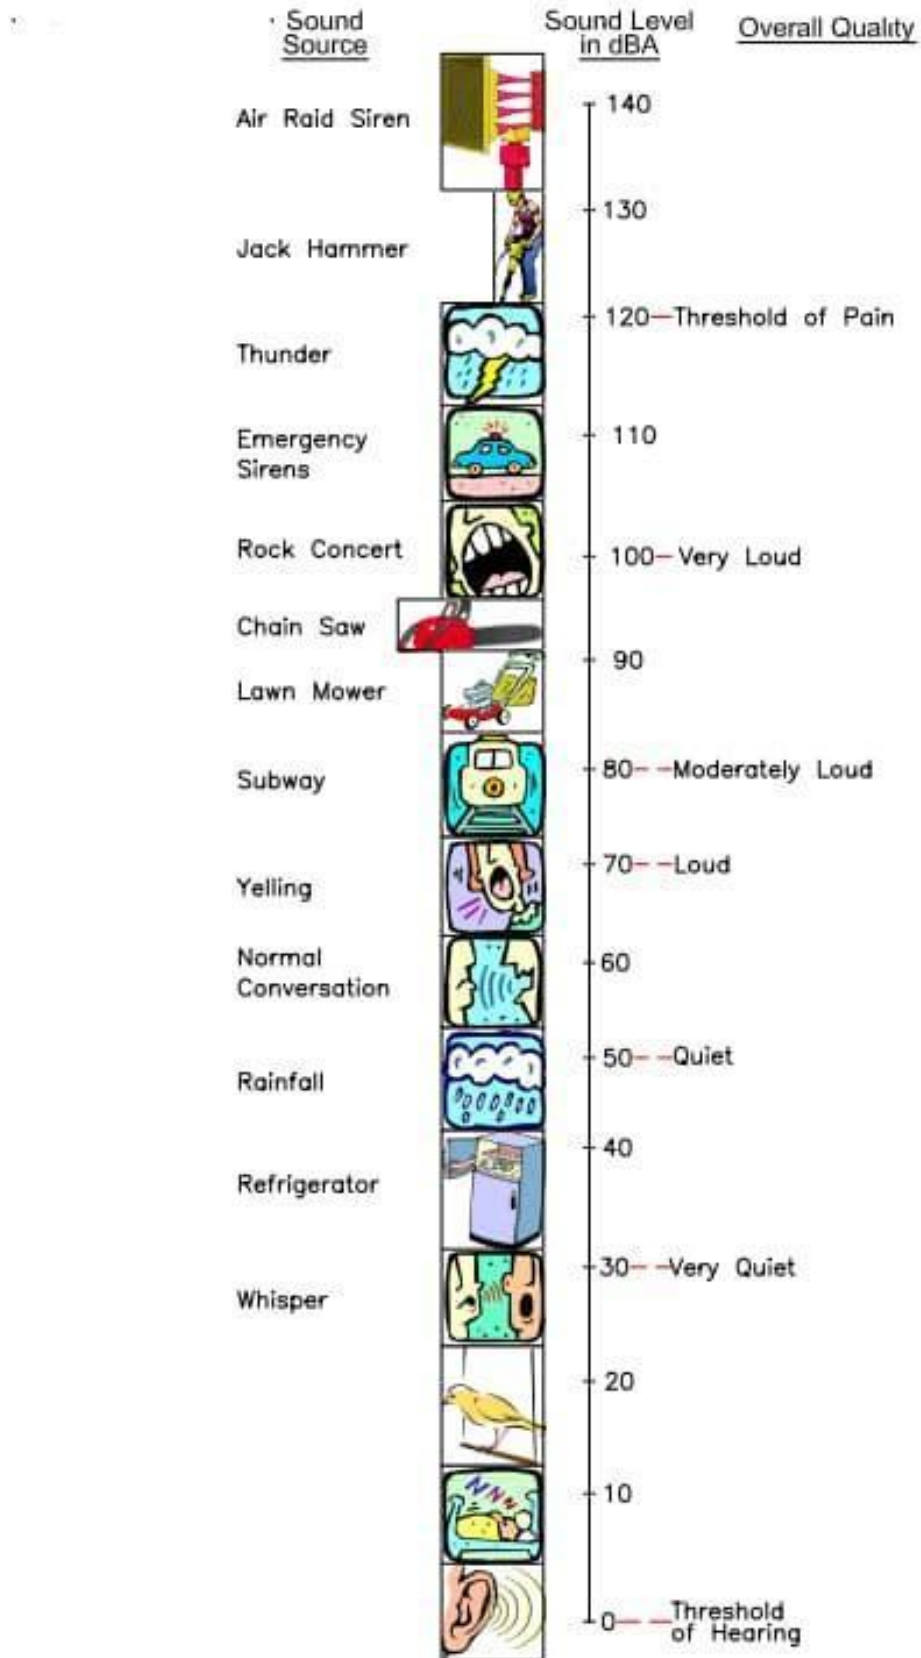 Sound
Source
Sound Level
in dBA
Overall Quality
Air Raid Siren
140
130
Jack Hammer
120 Threshold of Pain
Thunder
110
Emergency
Sirens
Rock Concert
100 Very Loud
Chain Saw
90
Lawn Mower
80 Moderately Loud
Subway
70 Loud
Yelling
60
Normal
Conversation
50 Quiet
Rainfall
40
Refrigerator
30 Very Quiet
Whisper
20
10
0 Threshold
of Hearing